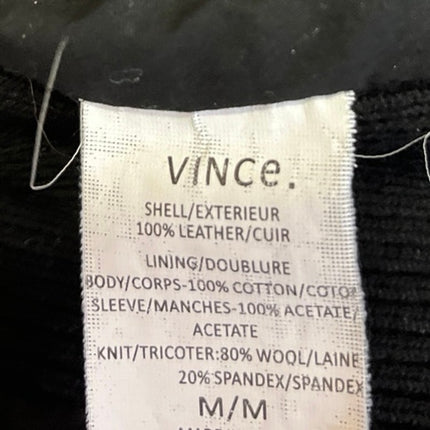 VINCE.
SHELL/EXTERIEUR
100% LEATHER/CUIR
LINING/DOUBLURE
BODY/CORPS-100% COTTON/COTO
SLEEVE/MANCHES-100% ACETATE/
ACETATE
KNIT/TRICOTER:80% WOOL/LAINE
20% SPANDEX/SPANDEX
M/M